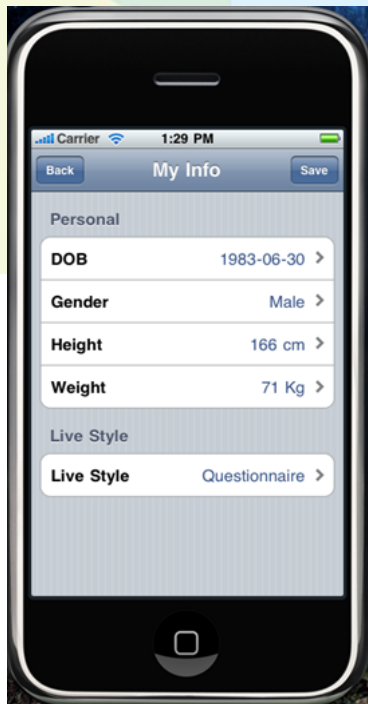 Carrier 1:29 PM
Back My Info Save
Personal
DOB 1983-06-30
Gender Male
Height 166 cm
Weight 71 Kg
Live Style
Live Style Questionnaire